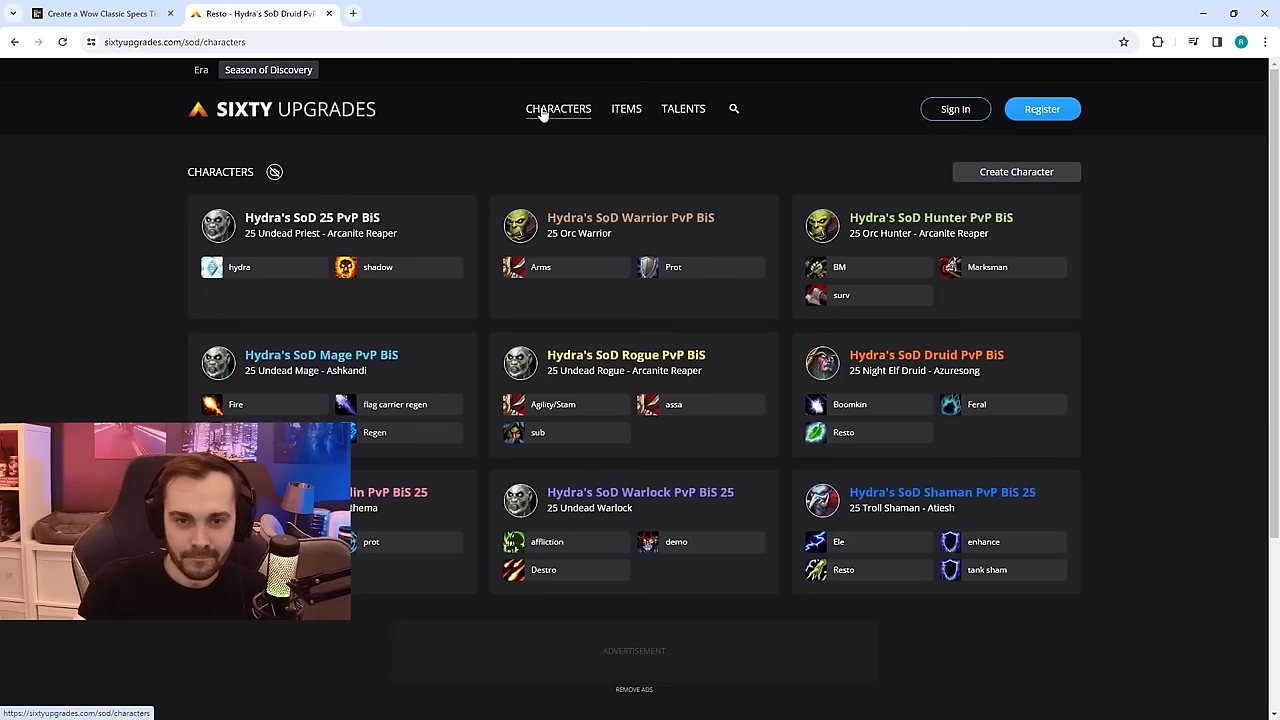 Create a Wow Classic Specs Tie
Resto - Hydra's SoD Druid PvP
sixtyupgrades.com/sod/characters
R
Era
Season of Discovery
SIXTY UPGRADES
CHARACTERS
ITEMS
TALENTS
Sign In
Register
CHARACTERS
Create Character
Hydra's SoD 25 PvP BiS
25 Undead Priest - Arcanite Reaper
hydra
shadow
Hydra's SoD Warrior PvP BiS
25 Orc Warrior
Arms
Prot
Hydra's SoD Hunter PvP BiS
25 Orc Hunter - Arcanite Reaper
BM
Marksman
surv
Hydra's SoD Mage PvP BiS
25 Undead Mage - Ashkandi
Fire
flag carrier regen
Regen
Hydra's SoD Rogue PvP BiS
25 Undead Rogue - Arcanite Reaper
Agility/Stam
assa
sub
Hydra's SoD Druid PvP BiS
25 Night Elf Druid - Azuresong
Boomkin
Feral
Resto
lin PvP BiS 25
thema
prot
Hydra's SoD Warlock PvP BiS 25
25 Undead Warlock
affliction
demo
Destro
Hydra's SoD Shaman PvP BiS 25
25 Troll Shaman - Atiesh
Ele
enhance
Resto
tank sham
ADVERTISEMENT
REMOVE ADS
https://sixtyupgrades.com/sod/characters